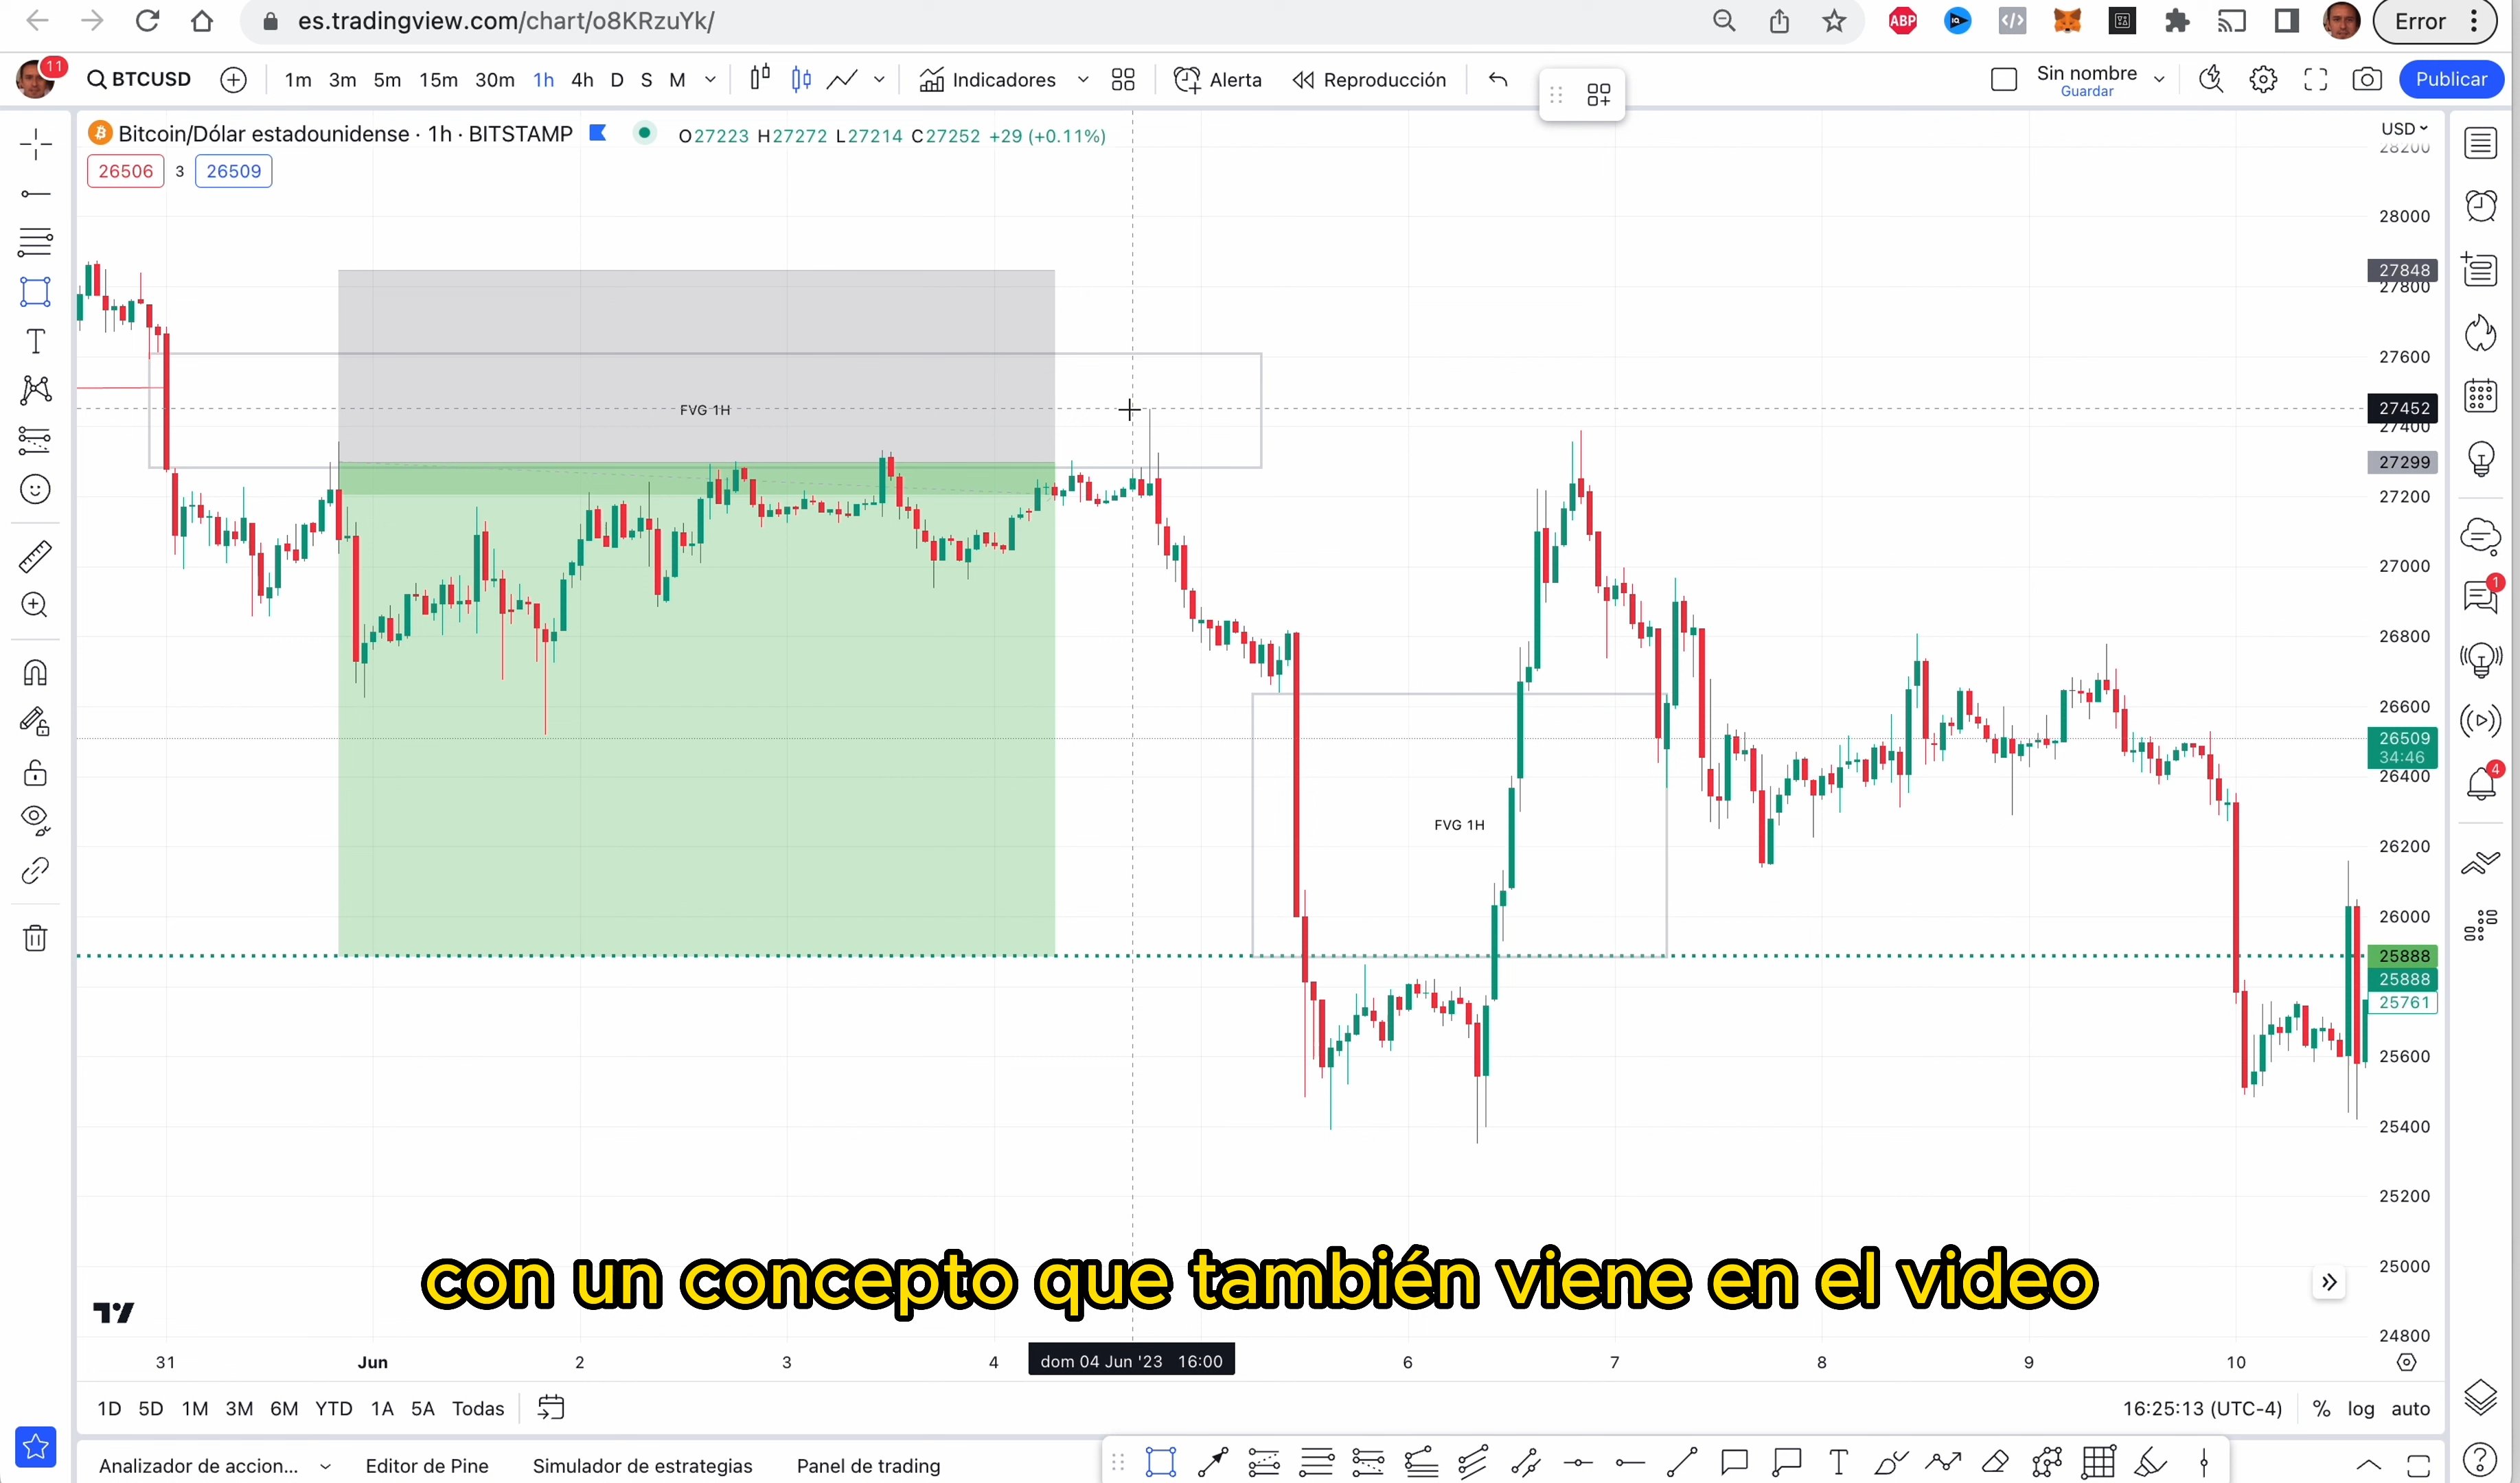 es.tradingview.com/chart/o8KRzuYk/
ABP
IQ
Error
11
BTCUSD
1m 3m 5m 15m 30m 1h 4h D S M
Indicadores
Alerta
Reproducción
Sin nombre
Guardar
Publicar
Bitcoin/Dólar estadounidense · 1h · BITSTAMP
O27223 H27272 L27214 C27252 +29 (+0.11%)
26506 3 26509
USD
28200
28000
27848
27800
27600
27452
27400
27299
27200
27000
26800
26600
26509
34:46
26400
26200
26000
25888
25888
25761
25600
25400
25200
25000
24800
FVG 1H
FVG 1H
1
4
con un concepto que también viene en el video
31 Jun 2 3 4 dom 04 Jun '23 16:00 6 7 8 9 10
1D 5D 1M 3M 6M YTD 1A 5A Todas
16:25:13 (UTC-4) % log auto
Analizador de accion... Editor de Pine Simulador de estrategias Panel de trading